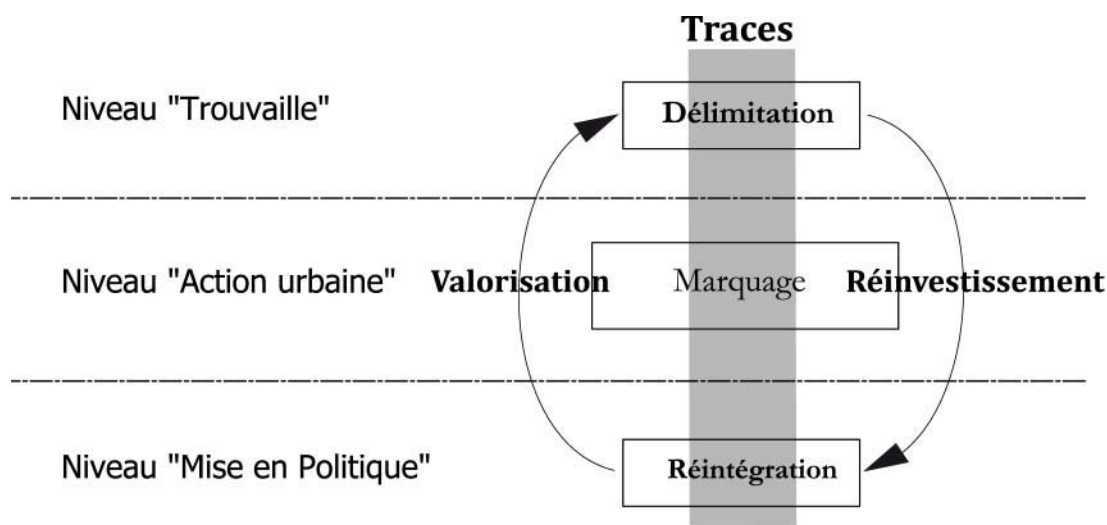 Traces
Niveau "Trouvaille" Délimitation
Niveau "Action urbaine" Valorisation Marquage Réinvestissement
Niveau "Mise en Politique" Réintégration